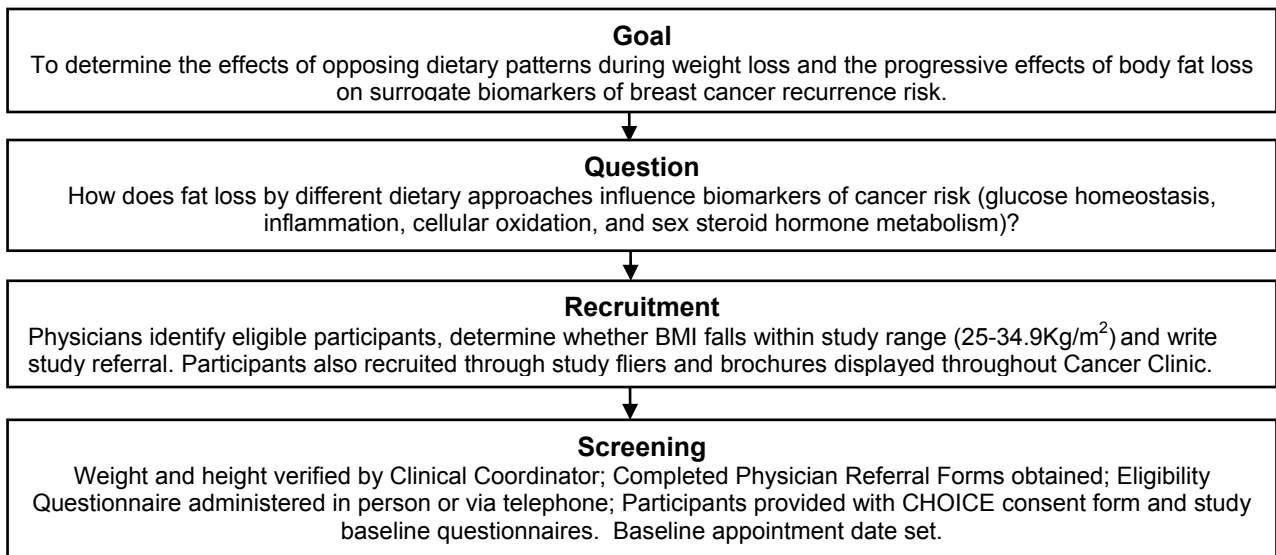 Goal
To determine the effects of opposing dietary patterns during weight loss and the progressive effects of body fat loss
on surrogate biomarkers of breast cancer recurrence risk.
Question
How does fat loss by different dietary approaches influence biomarkers of cancer risk (glucose homeostasis,
inflammation, cellular oxidation, and sex steroid hormone metabolism)?
Recruitment
Physicians identify eligible participants, determine whether BMI falls within study range (25-34.9Kg/m²) and write
study referral. Participants also recruited through study fliers and brochures displayed throughout Cancer Clinic.
Screening
Weight and height verified by Clinical Coordinator; Completed Physician Referral Forms obtained; Eligibility
Questionnaire administered in person or via telephone; Participants provided with CHOICE consent form and study
baseline questionnaires.  Baseline appointment date set.